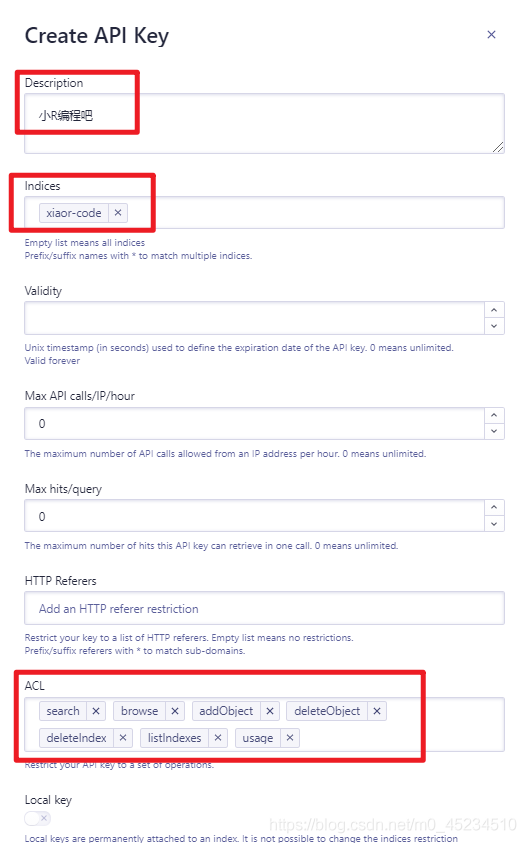 Create API Key
Description
小R编程吧
Indices
xiaor-code
Empty list means all indices
Prefix/suffix names with * to match multiple indices.
Validity
Unix timestamp (in seconds) used to define the expiration date of the API key. 0 means unlimited.
Valid forever
Max API calls/IP/hour
0
The maximum number of API calls allowed from an IP address per hour. 0 means unlimited.
Max hits/query
0
The maximum number of hits this API key can retrieve in one call. 0 means unlimited.
HTTP Referers
Add an HTTP referer restriction
Restrict your key to a list of HTTP referers. Empty list means no restrictions.
Prefix/suffix referers with * to match sub-domains.
ACL
search browse addObject deleteObject
deleteIndex listIndexes usage
Restrict your API key to a set of operations.
Local key
https://blog.csdn.net/m0_45234510
Local keys are permanently attached to an index. It is not possible to change the indices restriction